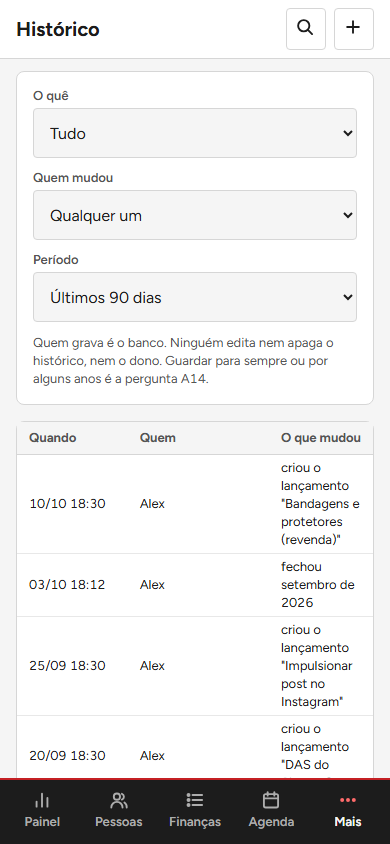 Histórico
O quê
Tudo
Quem mudou
Qualquer um
Período
Últimos 90 dias
Quem grava é o banco. Ninguém edita nem apaga o
histórico, nem o dono. Guardar para sempre ou por
alguns anos é a pergunta A14.
Quando Quem O que mudou
10/10 18:30 Alex criou o
lançamento
"Bandagens e
protetores
(revenda)"
03/10 18:12 Alex fechou
setembro de
2026
25/09 18:30 Alex criou o
lançamento
"Impulsionar
post no
Instagram"
20/09 18:30 Alex criou o
lançamento
"DAS do
Painel Pessoas Finanças Agenda Mais